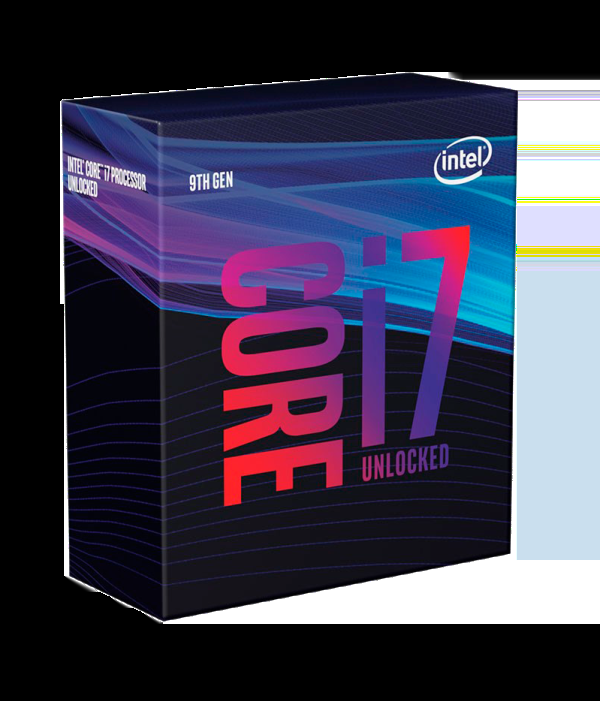 INTEL® CORE™ i7 PROCESSOR
UNLOCKED
9TH GEN
intel
CORE
i7
UNLOCKED